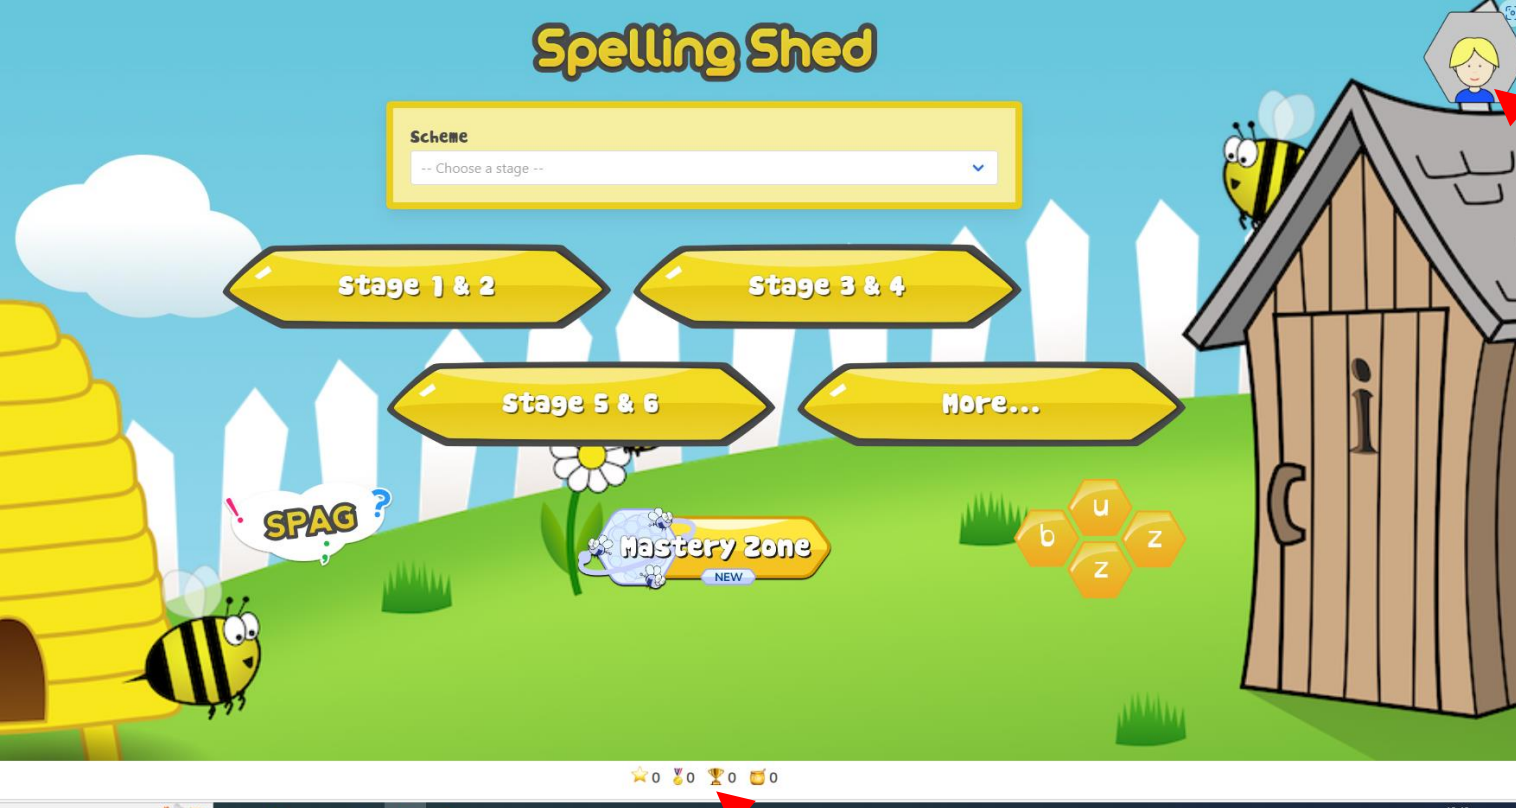 Spelling Shed
Scheme
-- Choose a stage --
Stage 1 & 2
Stage 3 & 4
Stage 5 & 6
More...
i
! SPAG ? ;
Mastery Zone
NEW
b u z z
0 0 0 0